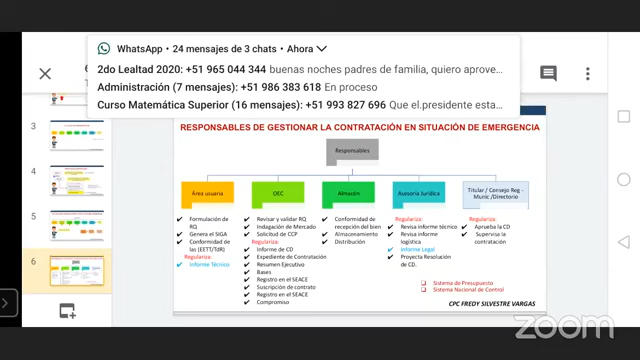 WhatsApp • 24 mensajes de 3 chats • Ahora
2do Lealtad 2020: +51 965 044 344 buenas noches padres de familia, quiero aprove...
Administración (7 mensajes): +51 986 383 618 En proceso
Curso Matemática Superior (16 mensajes): +51 993 827 696 Que el.presidente esta...
6
T
3
4
5
6
RESPONSABLES DE GESTIONAR LA CONTRATACIÓN EN SITUACIÓN DE EMERGENCIA
Responsables
Área usuaria
✔ Formulación de
RQ
✔ Genera el SIGA
✔ Conformidad de
las (EETT/TdR)
Regulariza:
✔ Informe Técnico
OEC
✔ Revisar y validar RQ
✔ Indagación de Mercado
✔ Solicitud de CCP
Regulariza:
✔ Informe de CD
✔ Expediente de Contratación
✔ Resumen Ejecutivo
✔ Bases
✔ Registro en el SEACE
✔ Suscripción de contrato
✔ Registro en el SEACE
✔ Compromiso
Almacén
✔ Conformidad de
recepción del bien
✔ Almacenamiento
✔ Distribución
Asesoria Jurídica
Regulariza:
✔ Revisa informe técnico
✔ Revisa informe
logística
✔ Informe Legal
✔ Proyecta Resolución
de CD.
Titular / Consejo Reg -
Munic /Directorio
Regulariza:
✔ Aprueba la CD
✔ Supervisa la
contratación
❑ Sistema de Presupuesto
❑ Sistema Nacional de Control
CPC FREDY SILVESTRE VARGAS
zoom